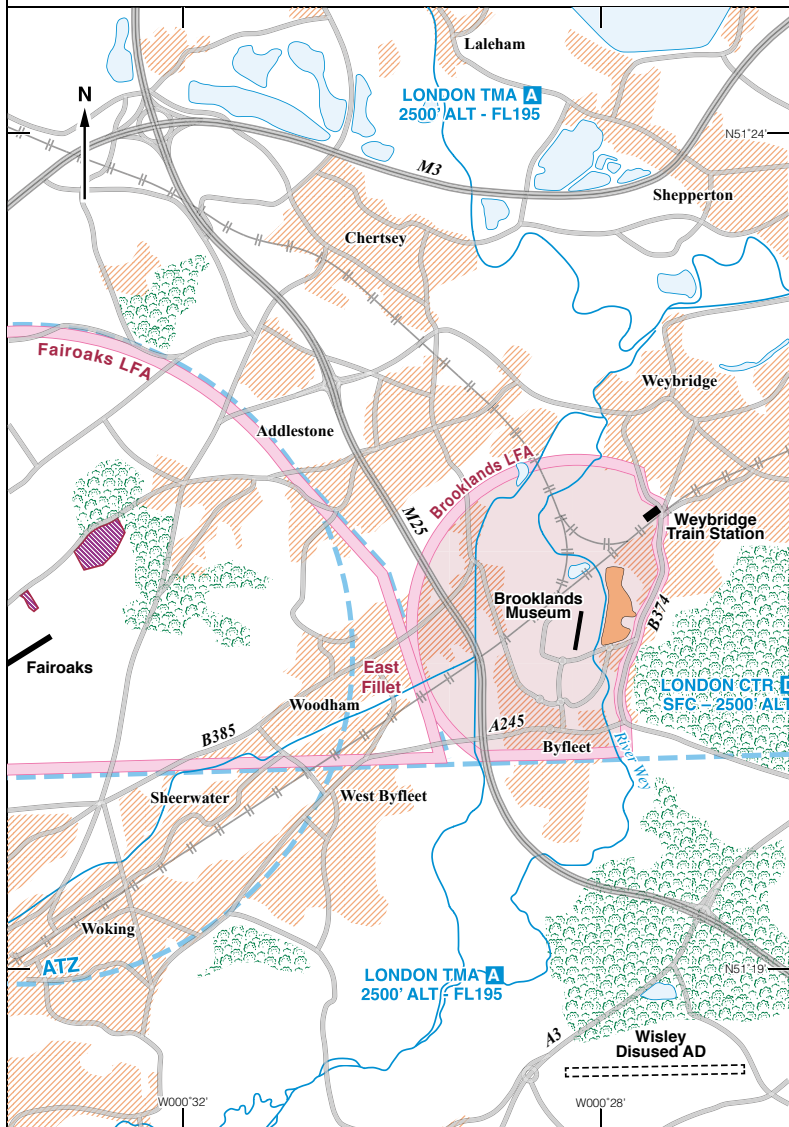 Laleham
N
LONDON TMA A
2500' ALT - FL195
N51°24'
M3
Shepperton
Chertsey
Fairoaks LFA
Weybridge
Addlestone
Brooklands LFA
M25
Weybridge
Train Station
Brooklands
Museum
B374
Fairoaks
East
Fillet
LONDON CTR D
SFC – 2500' ALT
Woodham
B385
A245
Byfleet
River Wey
Sheerwater
West Byfleet
Woking
ATZ
LONDON TMA A
2500' ALT - FL195
N51°19'
A3
Wisley
Disused AD
W000°32'
W000°28'